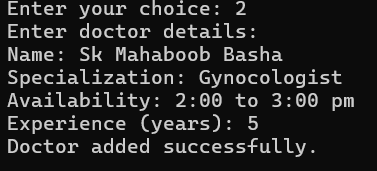 Enter your choice: 2
Enter doctor details:
Name: Sk Mahaboob Basha
Specialization: Gynocologist
Availability: 2:00 to 3:00 pm
Experience (years): 5
Doctor added successfully.